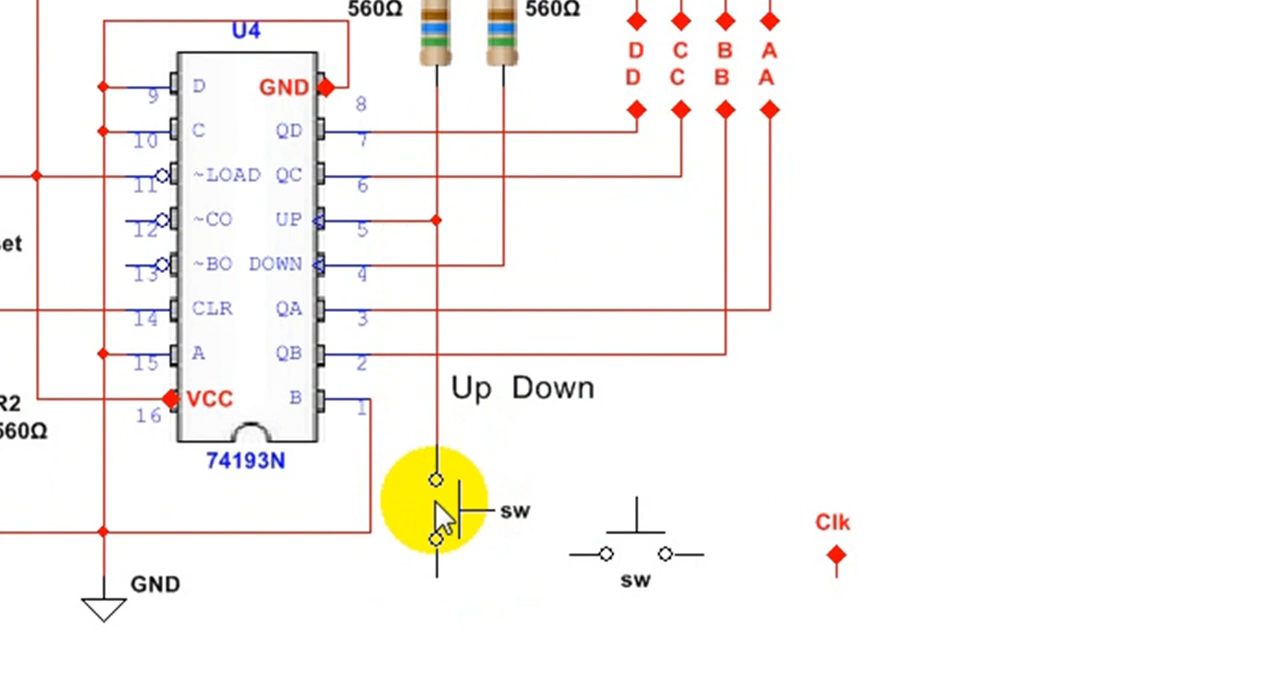 560Ω
560Ω
U4
D C B A
D C B A
9 D GND 8
10 C QD 7
11 ~LOAD QC 6
12 ~CO UP 5
13 ~BO DOWN 4
14 CLR QA 3
15 A QB 2
16 VCC B 1
74193N
et
R2
560Ω
Up Down
sw
sw
Clk
GND